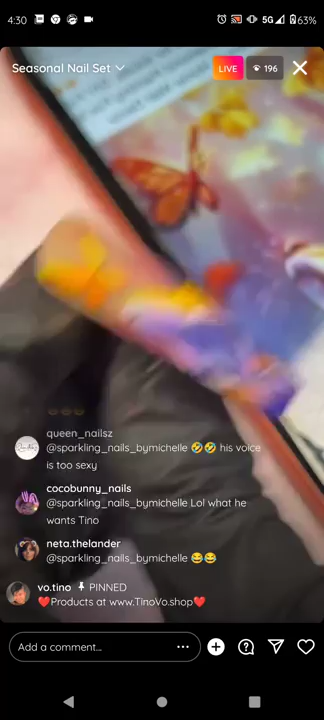 4:30
5G 63%
Seasonal Nail Set
LIVE
196
queen_nailsz
@sparkling_nails_bymichelle 🤣🤣 his voice
is too sexy
cocobunny_nails
@sparkling_nails_bymichelle Lol what he
wants Tino
neta.thelander
@sparkling_nails_bymichelle 😂😂
vo.tino 📌 PINNED
❤️Products at www.TinoVo.shop❤️
Add a comment...